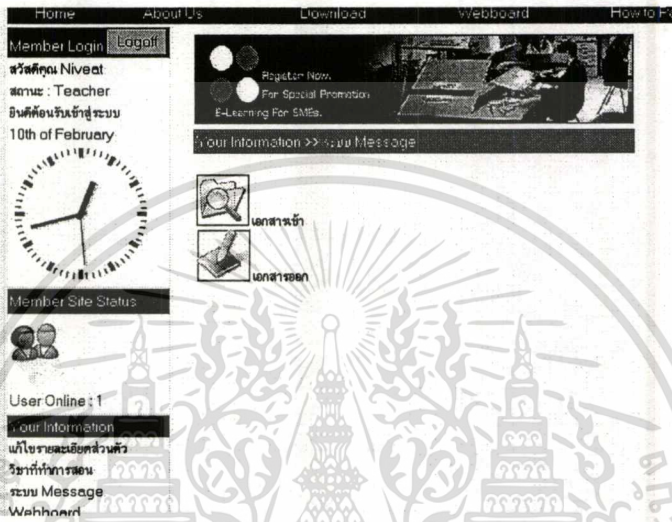 Home About Us Download Webboard How to
Member Login Logoff
สวัสดีคุณ Niveat
สถานะ : Teacher
ยินดีต้อนรับเข้าสู่ระบบ
10th of February
Member Site Status
User Online : 1
Your Information
แก้ไขรายละเอียดส่วนตัว
วิชาที่ทำการสอน
ระบบ Message
Webboard
Register Now.
For Special Promotion
E-Learning For SMEs.
Your Information >> ระบบ Message
เอกสารเข้า
เอกสารออก